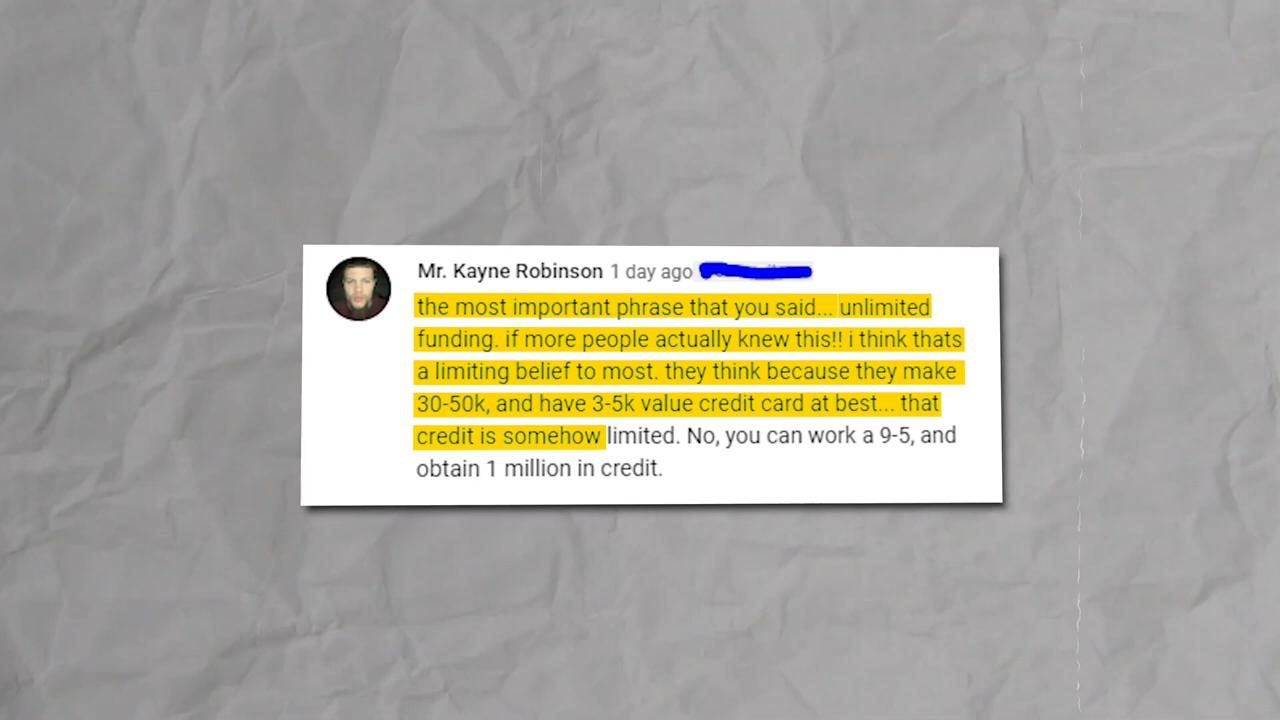 Mr. Kayne Robinson 1 day ago
the most important phrase that you said... unlimited
funding. if more people actually knew this!! i think thats
a limiting belief to most. they think because they make
30-50k, and have 3-5k value credit card at best... that
credit is somehow limited. No, you can work a 9-5, and
obtain 1 million in credit.